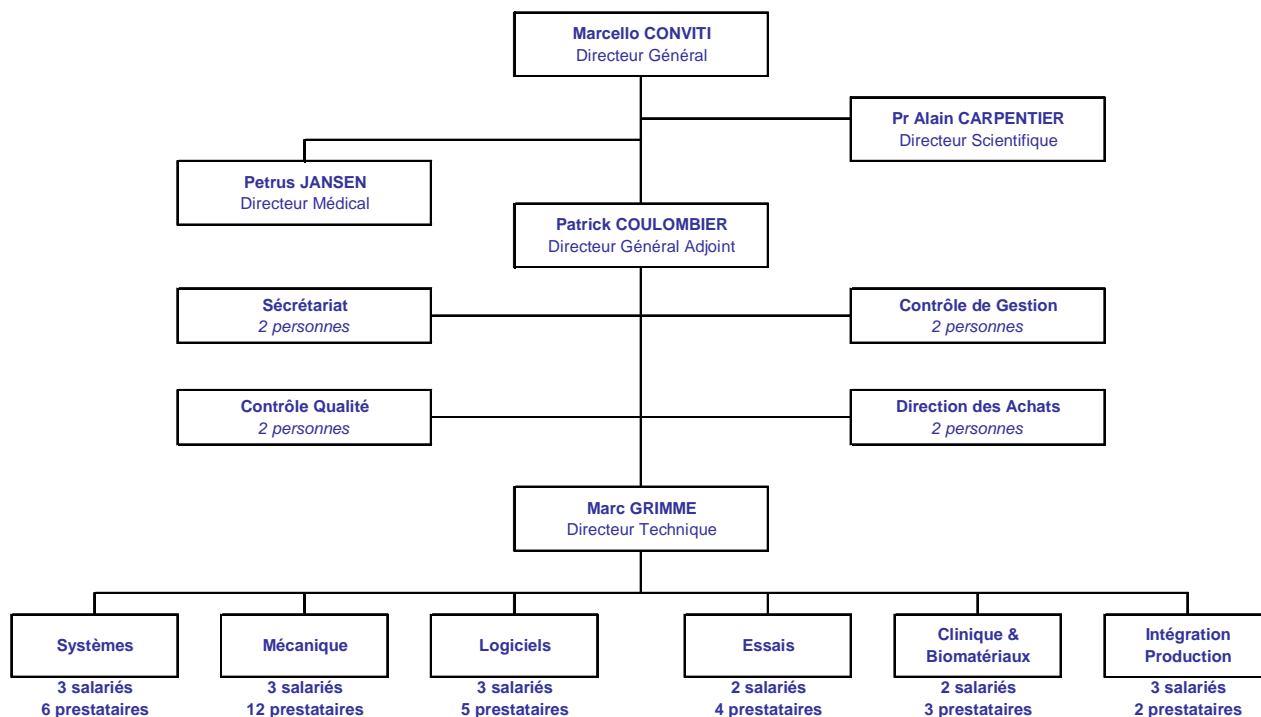 Marcello CONVITI
Directeur Général
Pr Alain CARPENTIER
Directeur Scientifique
Petrus JANSEN
Directeur Médical
Patrick COULOMBIER
Directeur Général Adjoint
Sécrétariat
2 personnes
Contrôle de Gestion
2 personnes
Contrôle Qualité
2 personnes
Direction des Achats
2 personnes
Marc GRIMME
Directeur Technique
Systèmes
3 salariés
6 prestataires
Mécanique
3 salariés
12 prestataires
Logiciels
3 salariés
5 prestataires
Essais
2 salariés
4 prestataires
Clinique &
Biomatériaux
2 salariés
3 prestataires
Intégration
Production
3 salariés
2 prestataires